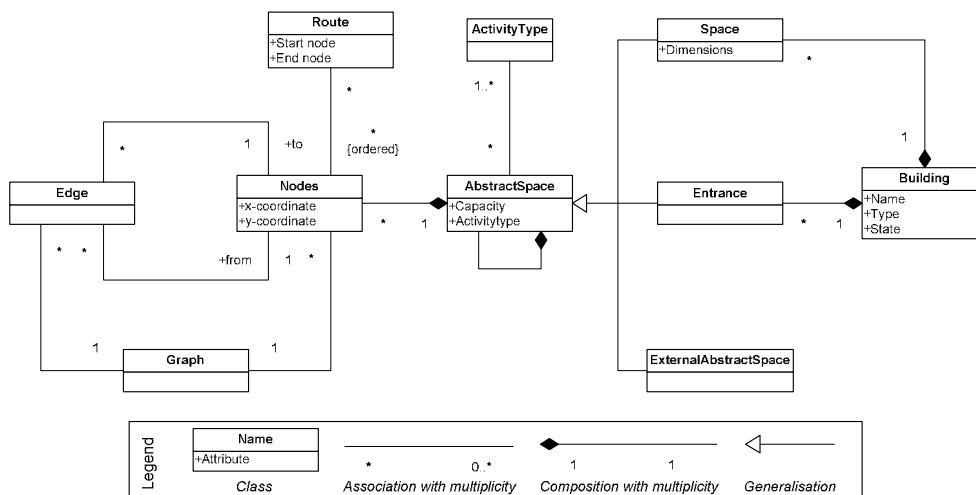 Route
+Start node
+End node
ActivityType
Space
+Dimensions
*
1..*
*
*
{ordered}
*
1
+to
*
1
Edge
Nodes
+x-coordinate
+y-coordinate
AbstractSpace
+Capacity
+Activitytype
Entrance
Building
+Name
+Type
+State
*
1
*
1
*
*
+from
1
*
1
Graph
1
ExternalAbstractSpace
Legend
Name
+Attribute
Class
*
0..*
Association with multiplicity
1
1
Composition with multiplicity
Generalisation